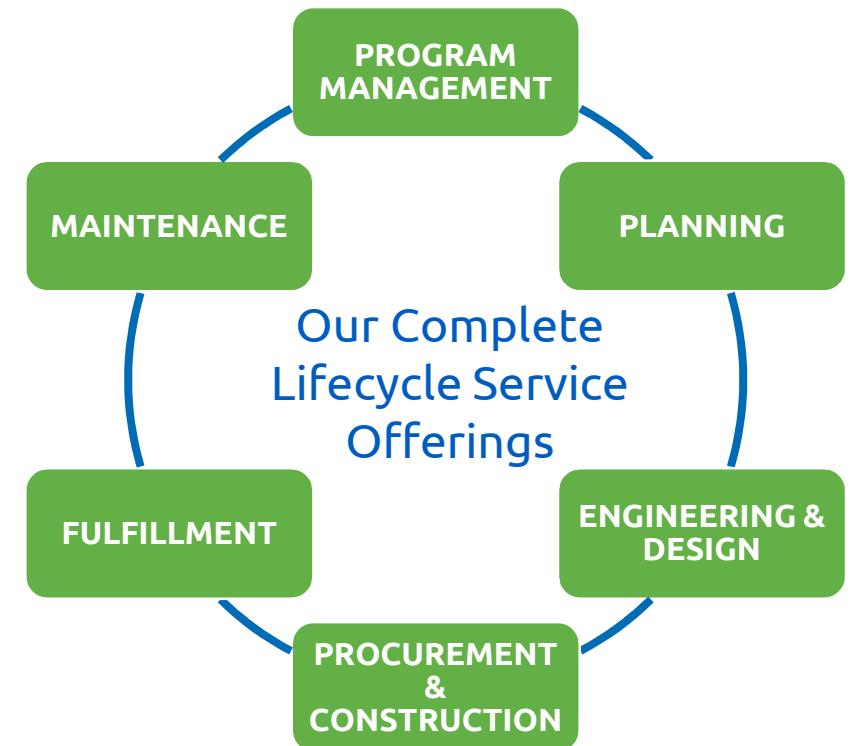 PROGRAM
MANAGEMENT
PLANNING
ENGINEERING &
DESIGN
PROCUREMENT
&
CONSTRUCTION
FULFILLMENT
MAINTENANCE
Our Complete
Lifecycle Service
Offerings